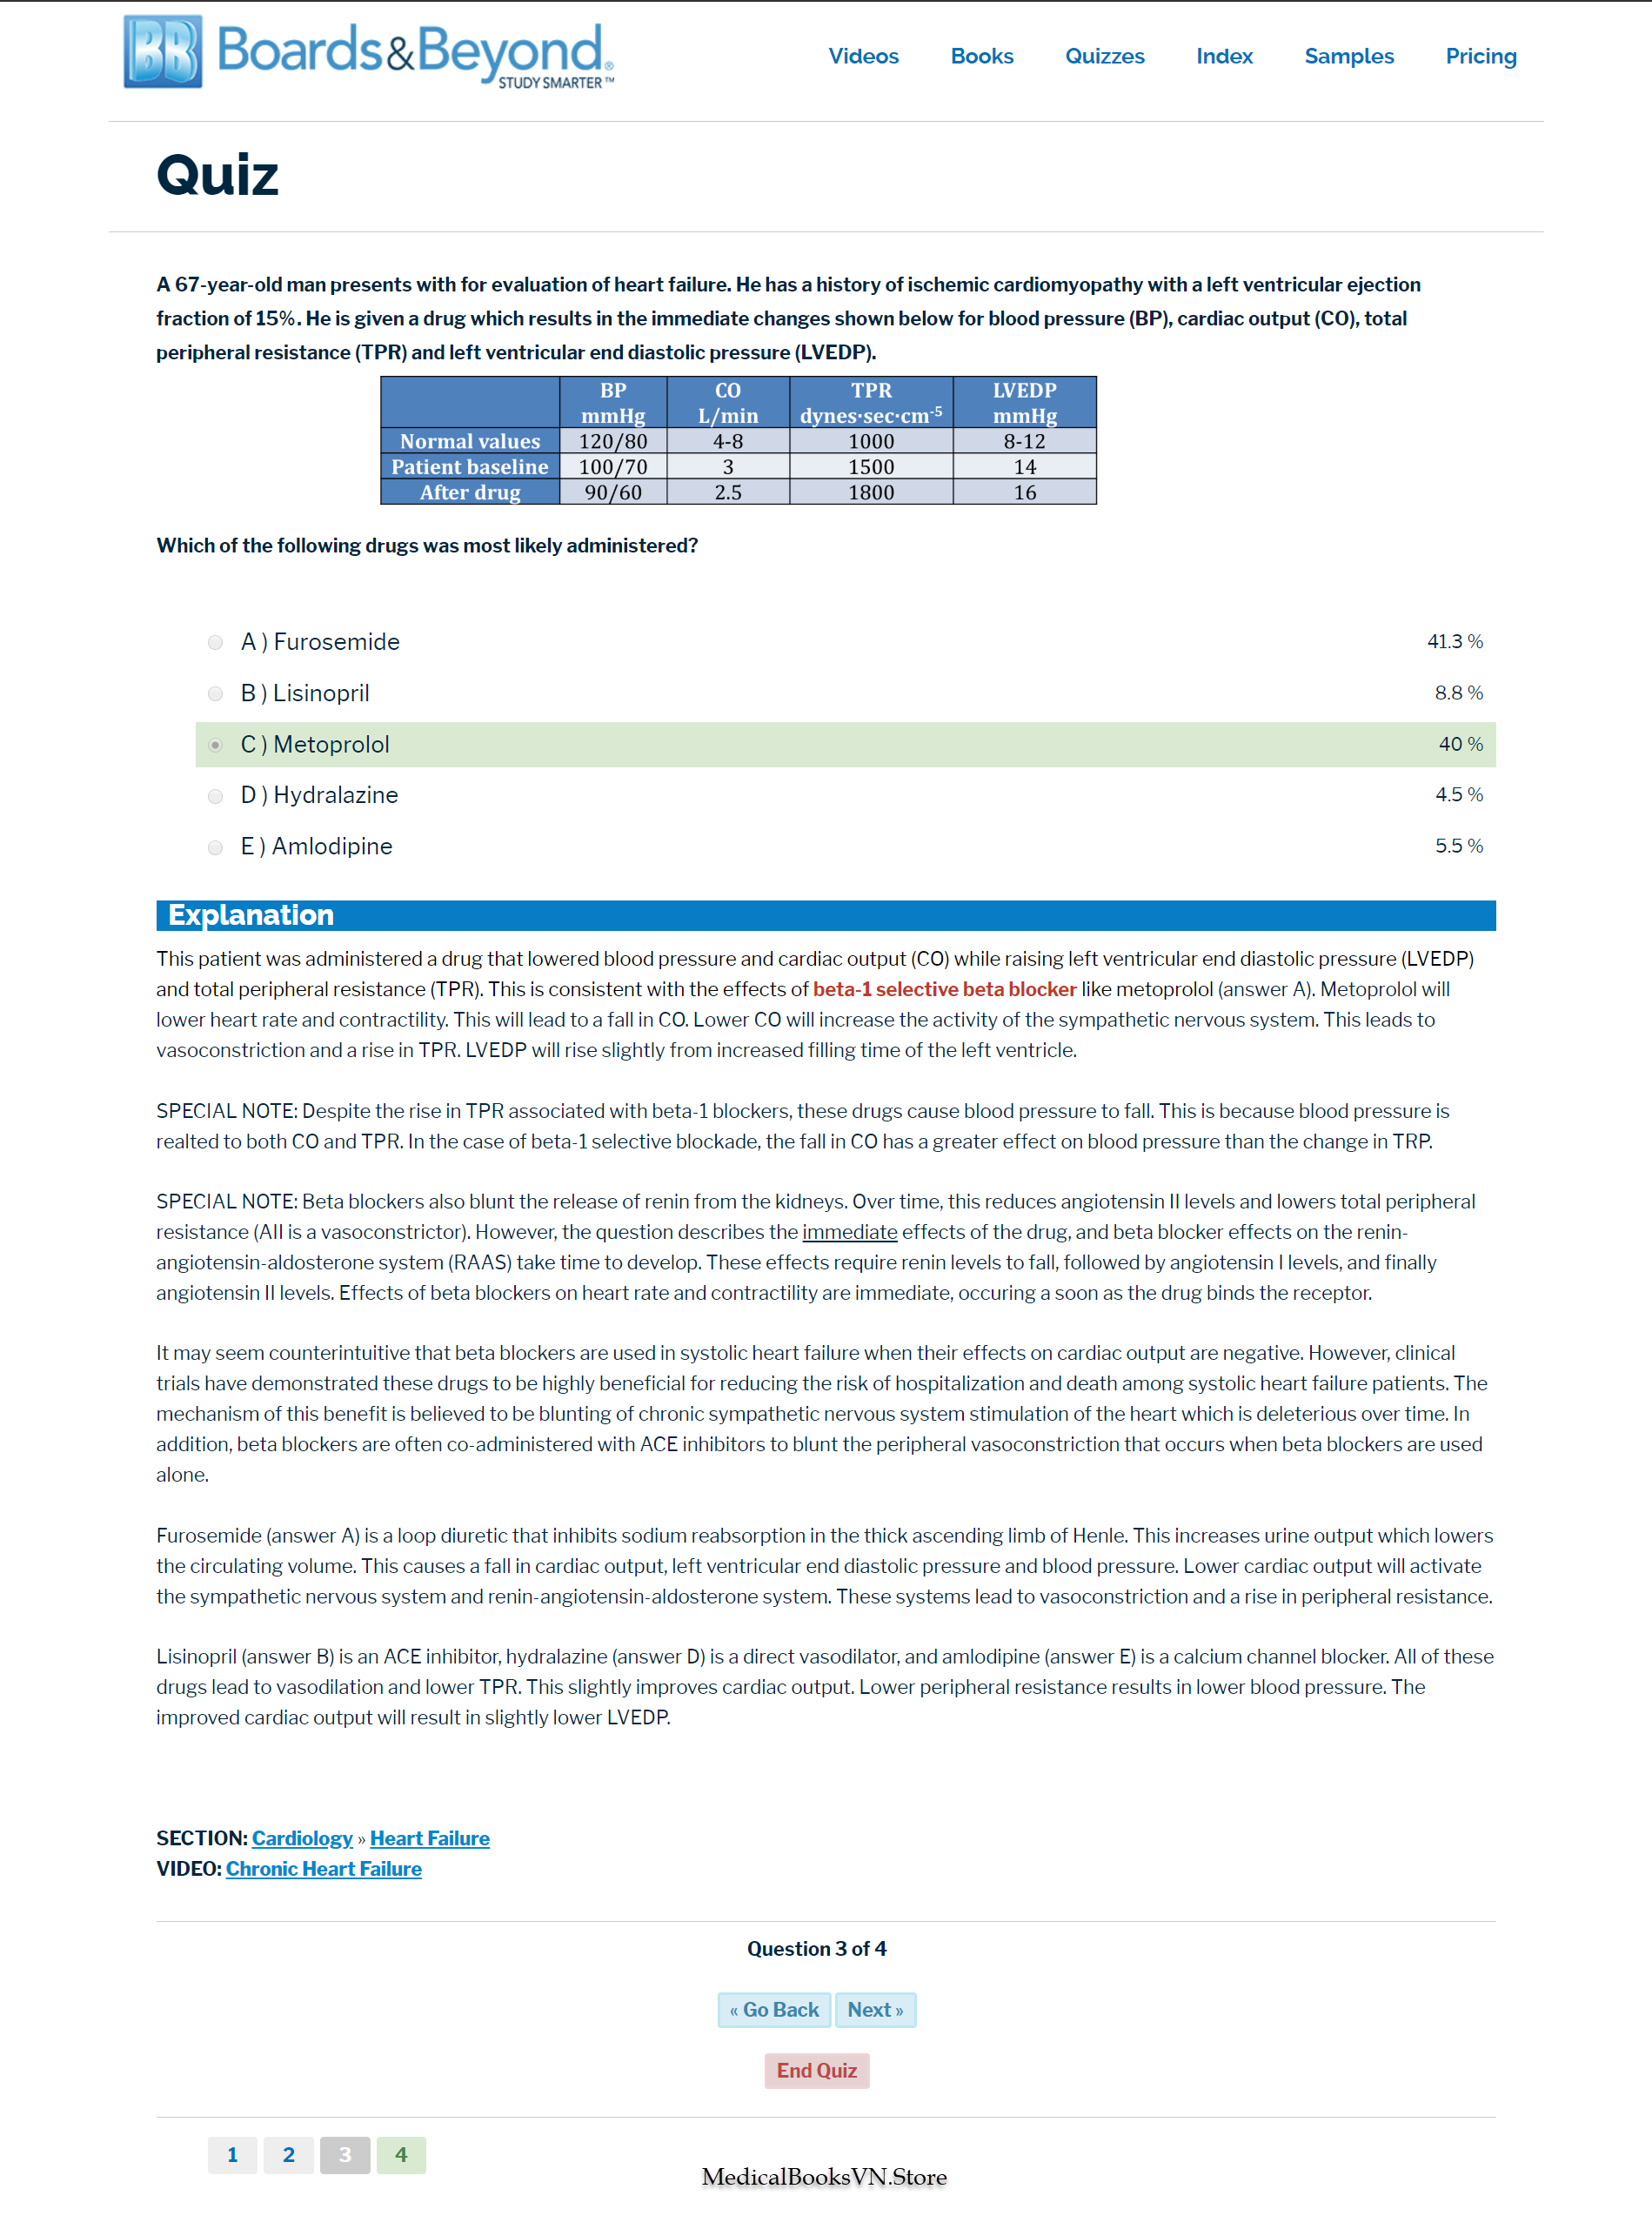 BB Boards&Beyond®
STUDY SMARTER™
Videos Books Quizzes Index Samples Pricing
Quiz
A 67-year-old man presents with for evaluation of heart failure. He has a history of ischemic cardiomyopathy with a left ventricular ejection
fraction of 15%. He is given a drug which results in the immediate changes shown below for blood pressure (BP), cardiac output (CO), total
peripheral resistance (TPR) and left ventricular end diastolic pressure (LVEDP).
BP CO TPR LVEDP
mmHg L/min dynes·sec·cm-5 mmHg
Normal values 120/80 4-8 1000 8-12
Patient baseline 100/70 3 1500 14
After drug 90/60 2.5 1800 16
Which of the following drugs was most likely administered?
A ) Furosemide 41.3 %
B ) Lisinopril 8.8 %
C ) Metoprolol 40 %
D ) Hydralazine 4.5 %
E ) Amlodipine 5.5 %
Explanation
This patient was administered a drug that lowered blood pressure and cardiac output (CO) while raising left ventricular end diastolic pressure (LVEDP)
and total peripheral resistance (TPR). This is consistent with the effects of beta-1 selective beta blocker like metoprolol (answer A). Metoprolol will
lower heart rate and contractility. This will lead to a fall in CO. Lower CO will increase the activity of the sympathetic nervous system. This leads to
vasoconstriction and a rise in TPR. LVEDP will rise slightly from increased filling time of the left ventricle.
SPECIAL NOTE: Despite the rise in TPR associated with beta-1 blockers, these drugs cause blood pressure to fall. This is because blood pressure is
realted to both CO and TPR. In the case of beta-1 selective blockade, the fall in CO has a greater effect on blood pressure than the change in TRP.
SPECIAL NOTE: Beta blockers also blunt the release of renin from the kidneys. Over time, this reduces angiotensin II levels and lowers total peripheral
resistance (AII is a vasoconstrictor). However, the question describes the immediate effects of the drug, and beta blocker effects on the renin-
angiotensin-aldosterone system (RAAS) take time to develop. These effects require renin levels to fall, followed by angiotensin I levels, and finally
angiotensin II levels. Effects of beta blockers on heart rate and contractility are immediate, occuring a soon as the drug binds the receptor.
It may seem counterintuitive that beta blockers are used in systolic heart failure when their effects on cardiac output are negative. However, clinical
trials have demonstrated these drugs to be highly beneficial for reducing the risk of hospitalization and death among systolic heart failure patients. The
mechanism of this benefit is believed to be blunting of chronic sympathetic nervous system stimulation of the heart which is deleterious over time. In
addition, beta blockers are often co-administered with ACE inhibitors to blunt the peripheral vasoconstriction that occurs when beta blockers are used
alone.
Furosemide (answer A) is a loop diuretic that inhibits sodium reabsorption in the thick ascending limb of Henle. This increases urine output which lowers
the circulating volume. This causes a fall in cardiac output, left ventricular end diastolic pressure and blood pressure. Lower cardiac output will activate
the sympathetic nervous system and renin-angiotensin-aldosterone system. These systems lead to vasoconstriction and a rise in peripheral resistance.
Lisinopril (answer B) is an ACE inhibitor, hydralazine (answer D) is a direct vasodilator, and amlodipine (answer E) is a calcium channel blocker. All of these
drugs lead to vasodilation and lower TPR. This slightly improves cardiac output. Lower peripheral resistance results in lower blood pressure. The
improved cardiac output will result in slightly lower LVEDP.
SECTION: Cardiology » Heart Failure
VIDEO: Chronic Heart Failure
Question 3 of 4
« Go Back Next »
End Quiz
1 2 3 4
MedicalBooksVN.Store